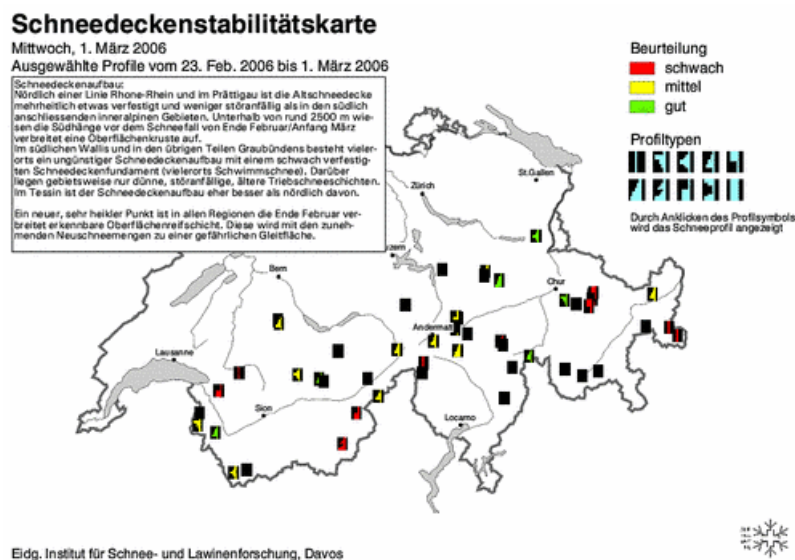 Schneedeckenstabilitätskarte
Mittwoch, 1. März 2006
Ausgewählte Profile vom 23. Feb. 2006 bis 1. März 2006
Schneedeckenaufbau:
Nördlich einer Linie Rhone-Rhein und im Prättigau ist die Altschneedecke
mehrheitlich etwas verfestigt und weniger störanfällig als in den südlich
anschliessenden inneralpinen Gebieten. Unterhalb von rund 2500 m wie-
sen die Südhänge vor dem Schneefall von Ende Februar/Anfang März
verbreitet eine Oberflächenkruste auf.
Im südlichen Wallis und in den übrigen Teilen Graubündens besteht vieler-
orts ein ungünstiger Schneedeckenaufbau mit einem schwach verfestig-
ten Schneedeckenfundament (vielerorts Schwimmschnee). Darüber
liegen gebietsweise nur dünne, störanfällige, ältere Triebschneeschichten.
Im Tessin ist der Schneedeckenaufbau eher besser als nördlich davon.
Ein neuer, sehr heikler Punkt ist in allen Regionen die Ende Februar ver-
breitet erkennbare Oberflächenreifschicht. Diese wird mit den zuneh-
menden Neuschneemengen zu einer gefährlichen Gleitfläche.
Beurteilung
schwach
mittel
gut
Profiltypen
Durch Anklicken des Profilsymbols
wird das Schneeprofil angezeigt
St.Gallen
Zürich
zern
Bern
Chur
Andermatt
Lausanne
Sion
Locarno
Eidg. Institut für Schnee- und Lawinenforschung, Davos